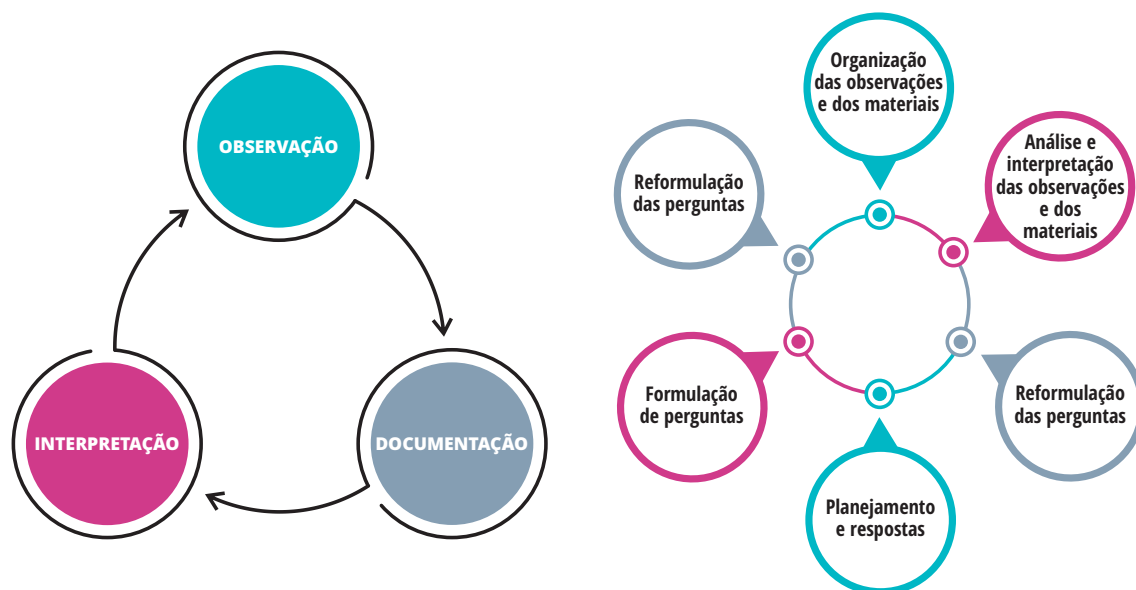 OBSERVAÇÃO
INTERPRETAÇÃO
DOCUMENTAÇÃO
Organização
das observações
e dos materiais
Análise e
interpretação
das observações
e dos
materiais
Reformulação
das perguntas
Planejamento
e respostas
Formulação
de perguntas
Reformulação
das perguntas